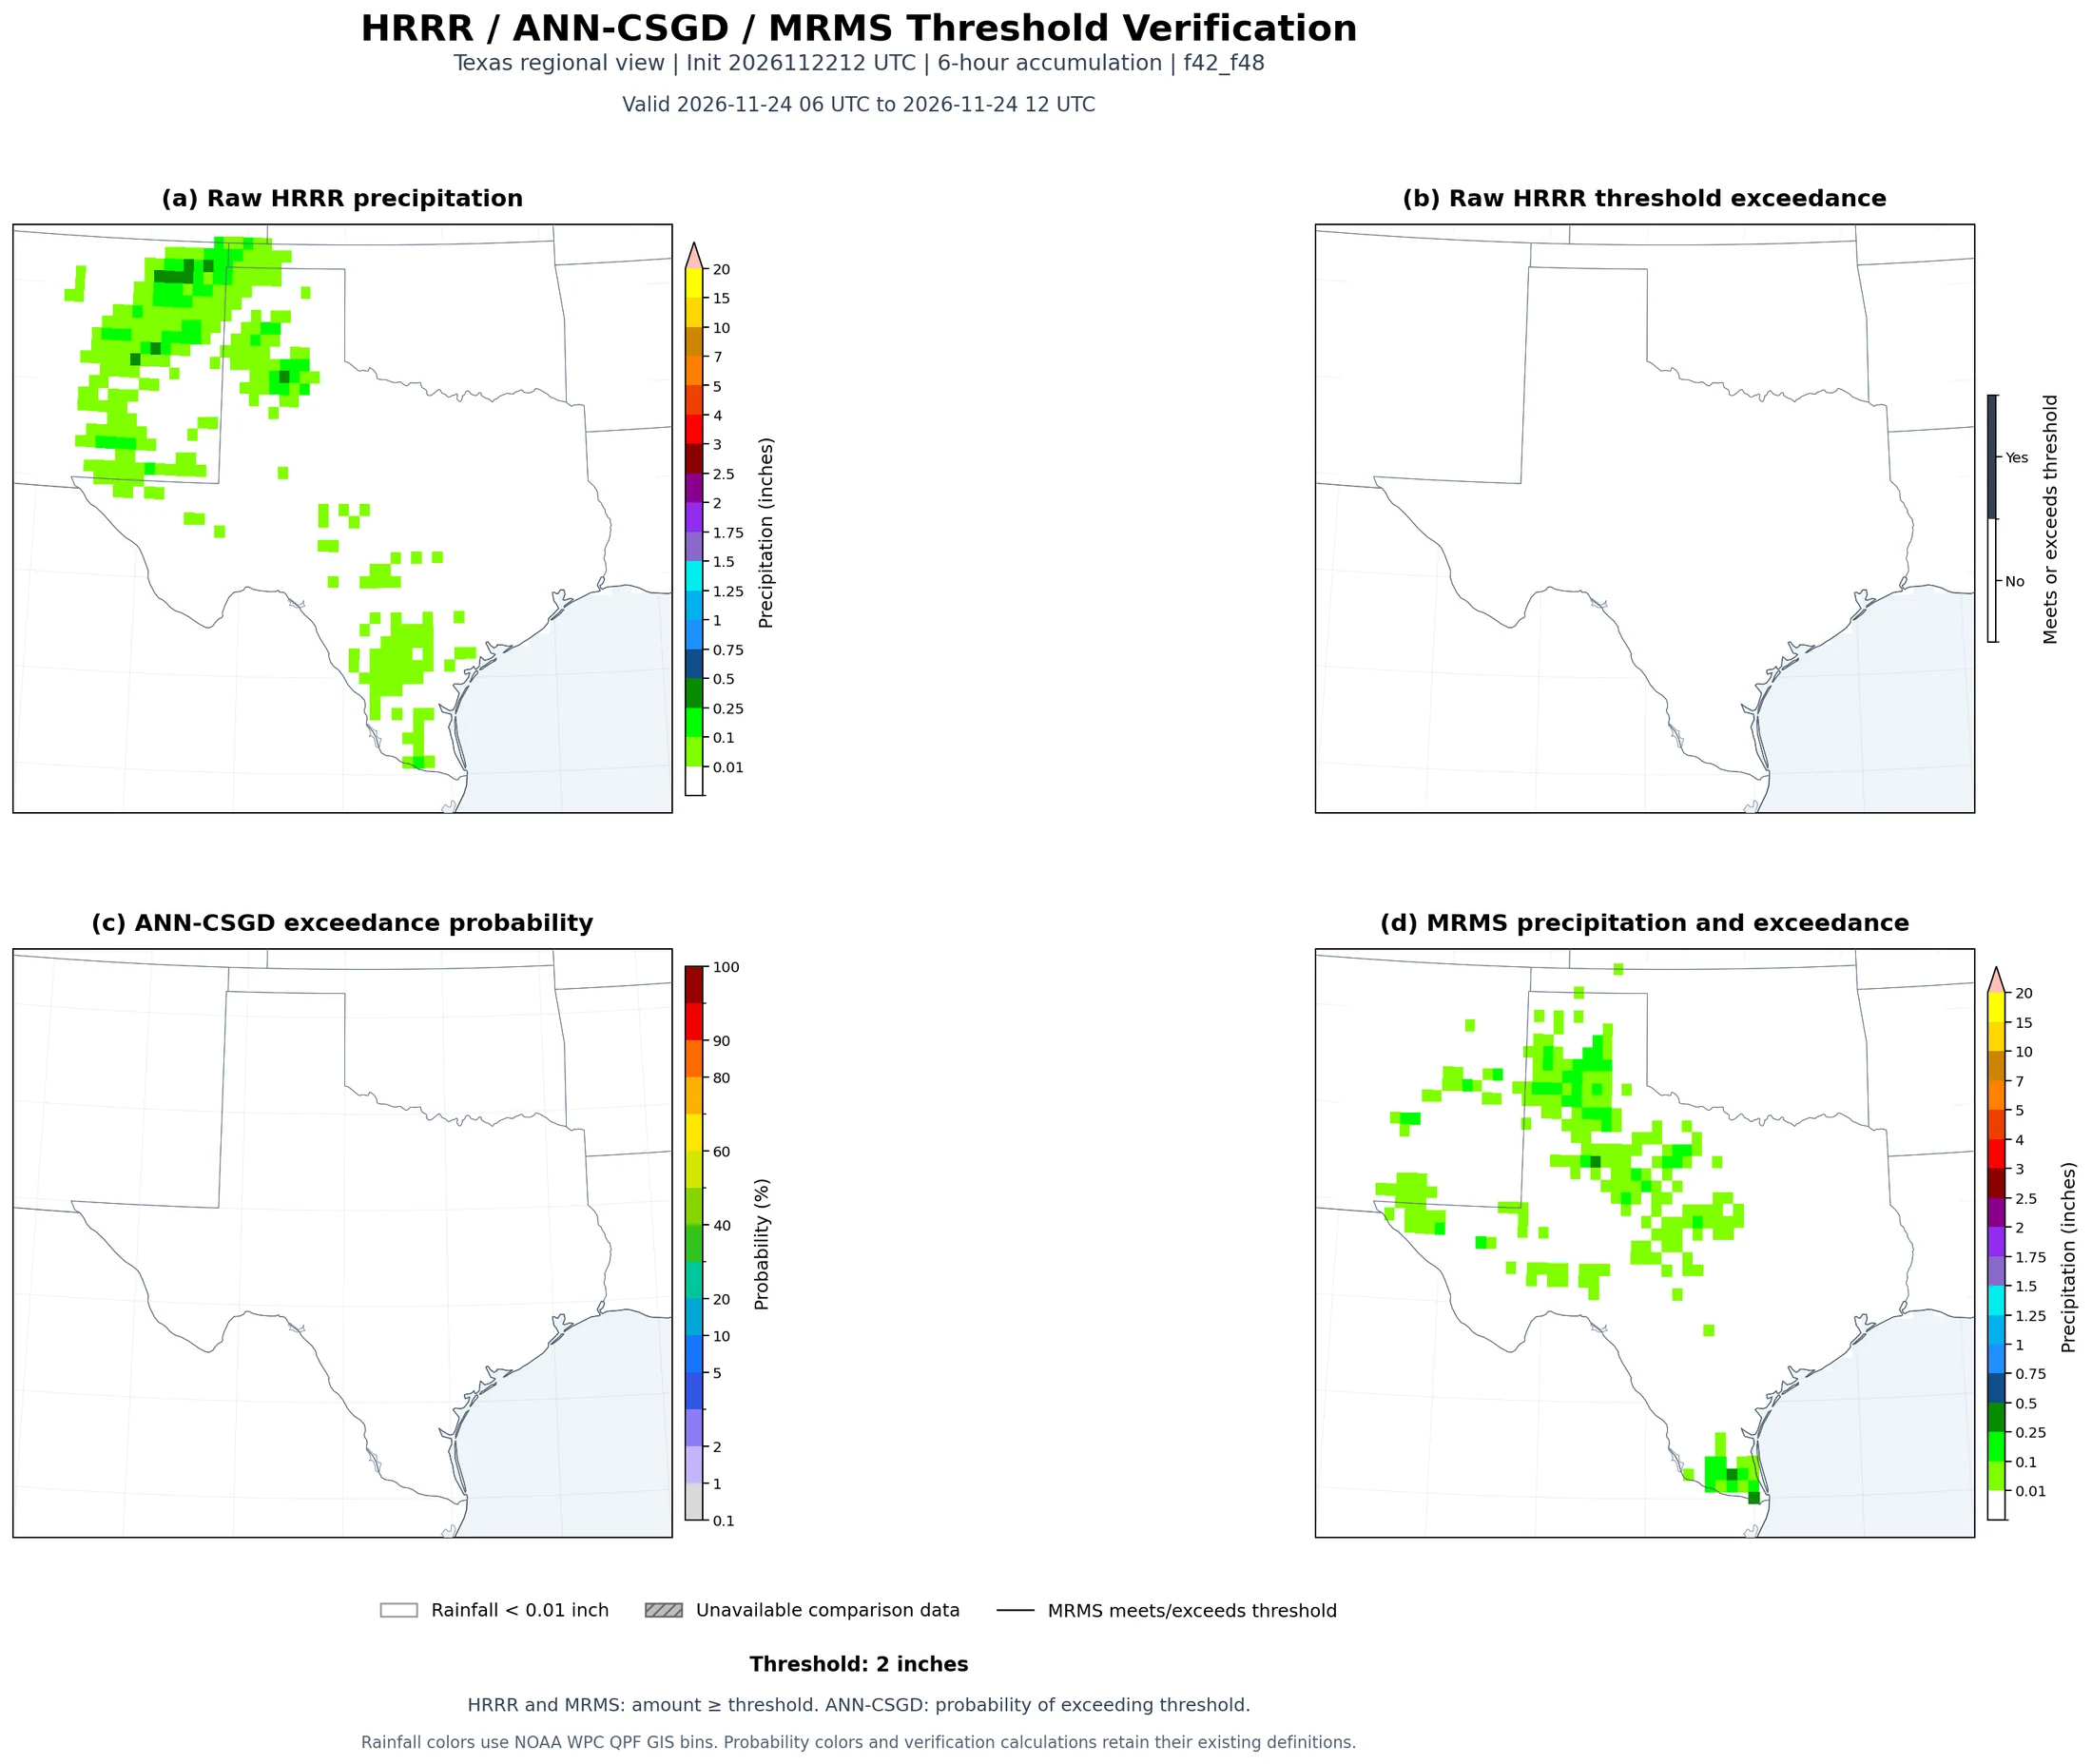 HRRR / ANN-CSGD / MRMS Threshold Verification
Texas regional view | Init 2026112212 UTC | 6-hour accumulation | f42_f48
Valid 2026-11-24 06 UTC to 2026-11-24 12 UTC
(a) Raw HRRR precipitation
20
15
10
7
5
4
3
2.5
2
1.75
1.5
1.25
1
0.75
0.5
0.25
0.1
0.01
Precipitation (inches)
(b) Raw HRRR threshold exceedance
Yes
No
Meets or exceeds threshold
(c) ANN-CSGD exceedance probability
100
90
80
60
40
20
10
5
2
1
0.1
Probability (%)
(d) MRMS precipitation and exceedance
20
15
10
7
5
4
3
2.5
2
1.75
1.5
1.25
1
0.75
0.5
0.25
0.1
0.01
Precipitation (inches)
Rainfall < 0.01 inch
Unavailable comparison data
MRMS meets/exceeds threshold
Threshold: 2 inches
HRRR and MRMS: amount ≥ threshold. ANN-CSGD: probability of exceeding threshold.
Rainfall colors use NOAA WPC QPF GIS bins. Probability colors and verification calculations retain their existing definitions.